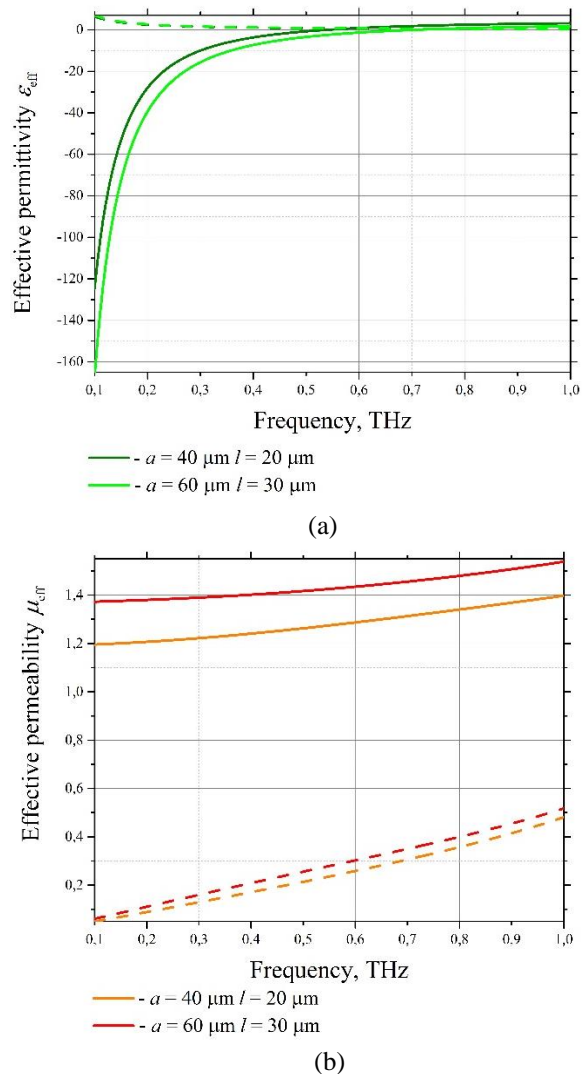 Effective permittivity εeff
0
-20
-40
-60
-80
-100
-120
-140
-160
0,1 0,2 0,3 0,4 0,5 0,6 0,7 0,8 0,9 1,0
Frequency, THz
- a = 40 μm l = 20 μm
- a = 60 μm l = 30 μm
(a)
Effective permeability μeff
1,4
1,2
1,0
0,8
0,6
0,4
0,2
0,1 0,2 0,3 0,4 0,5 0,6 0,7 0,8 0,9 1,0
Frequency, THz
- a = 40 μm l = 20 μm
- a = 60 μm l = 30 μm
(b)